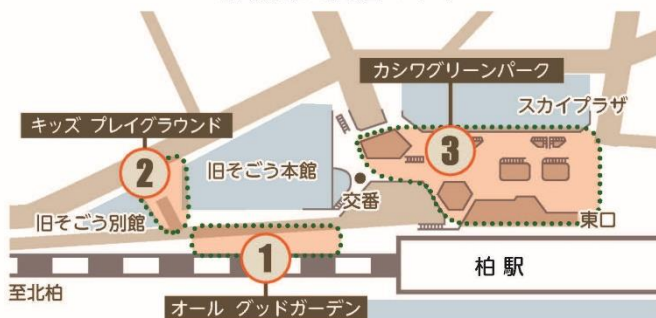 カシワグリーンパーク
スカイプラザ
キッズ プレイグラウンド
3
2
旧そごう本館
交番
旧そごう別館
東口
1
柏駅
至北柏
オール グッドガーデン